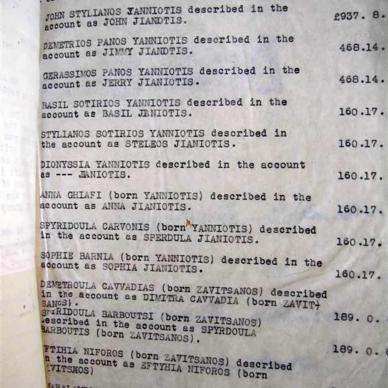 JOHN STYLIANOS YANNIOTIS described in the
account as JOHN JIANDTIS. £937. 8.
DEMETRIOS PANOS YANNIOTIS described in the
account as JIMMY JIANDTIS. 468.14.
GERASSIMOS PANOS YANNIOTIS described in the
account as JERRY JIANIOTIS. 468.14.
BASIL SOTIRIOS YANNIOTIS described in the
account as BASIL JENIOTIS. 160.17.
STYLIANOS SOTIRIOS YANNIOTIS described in
the account as STELEOS JIANIOTIS. 160.17.
DIONYSSIA YANNIOTIS described in the account
as --- JANIOTIS. 160.17.
ANNA GHIAFI (born YANNIOTIS) described in the
account as ANNA JIANIOTIS. 160.17.
SPYRIDOULA CARVONIS (born YANNIOTIS) described
in the account as SPERDULA JIANIOTIS. 160.17.
SOPHIE BARNIA (born YANNIOTIS) described in the
account as SOPHIA JIANIOTIS. 160.17.
DEMETROULA CAVVADIAS (born ZAVITSANOS) described
in the account as DIMITRA CAVVADIA (born ZAVIT-
SANOS). 189. 0.
SPYRIDOULA BARBOUTSI (born ZAVITSANOS)
described in the account as SPYRDOULA
BARBOUTIS (born ZAVITSANOS). 189. 0.
EFTIHIA NIFOROS (born ZAVITSANOS) described
in the account as EFTYHIA NIFOROS (born
ZAVITSANOS)